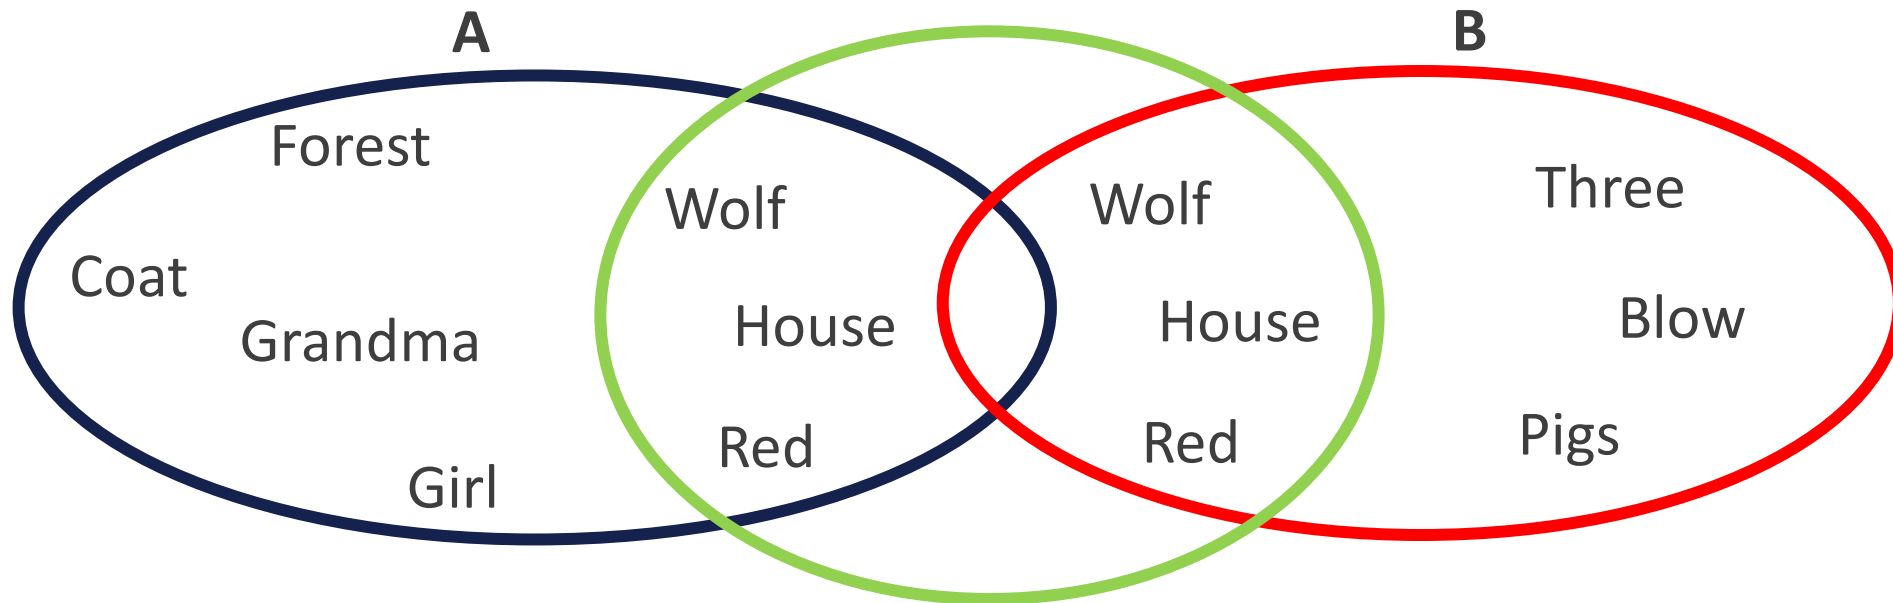 A
B
Forest
Wolf
Wolf
Three
Coat
Grandma
House
House
Blow
Girl
Red
Red
Pigs